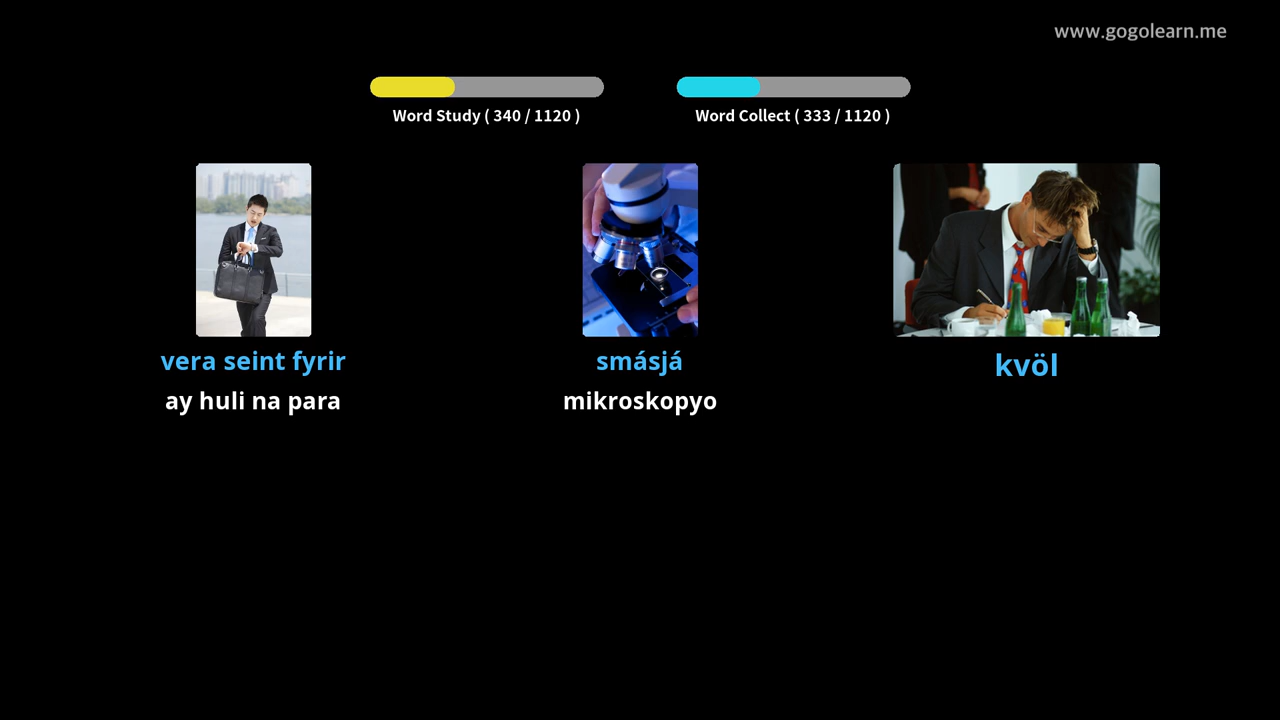 www.gogolearn.me
Word Study ( 340 / 1120 )
Word Collect ( 333 / 1120 )
vera seint fyrir
ay huli na para
smásjá
mikroskopyo
kvöl